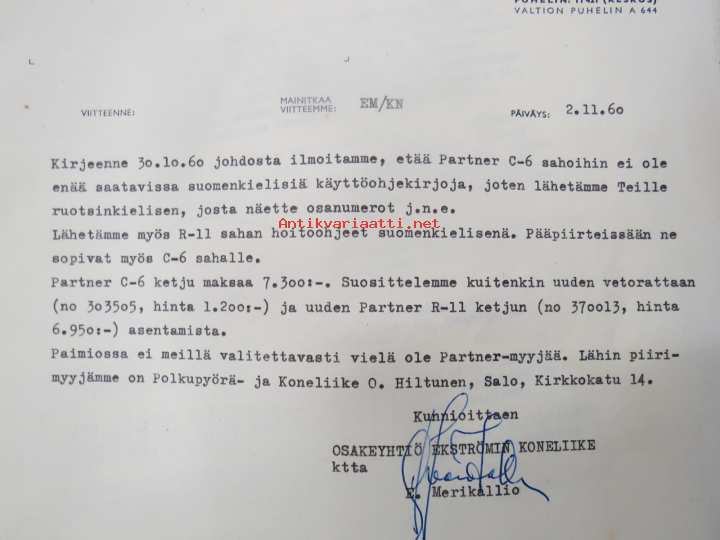 PUHELIN: 11421 (KESKUS)
VALTION PUHELIN A 644
VIITTEENNE:
MAINITKAA
VIITTEEMME: EM/KN
PÄIVÄYS: 2.11.60
Kirjeenne 30.10.60 johdosta ilmoitamme, etää Partner C-6 sahoihin ei ole
enää saatavissa suomenkielisiä käyttöohjekirjoja, joten lähetämme Teille
ruotsinkielisen, josta näette osanumerot j.n.e.
Antikvariaatti.net
Lähetämme myös R-11 sahan hoitoohjeet suomenkielisenä. Pääpiirteissään ne
sopivat myös C-6 sahalle.
Partner C-6 ketju maksaa 7.300:-. Suosittelemme kuitenkin uuden vetorattaan
(no 303505, hinta 1.200:-) ja uuden Partner R-11 ketjun (no 370013, hinta
6.950:-) asentamista.
Paimiossa ei meillä valitettavasti vielä ole Partner-myyjää. Lähin piiri-
myyjämme on Polkupyörä- ja Koneliike O. Hiltunen, Salo, Kirkkokatu 14.
Kunnioittaen
OSAKEYHTIÖ EKSTRÖMIN KONELIIKE
ktta
E. Merikallio